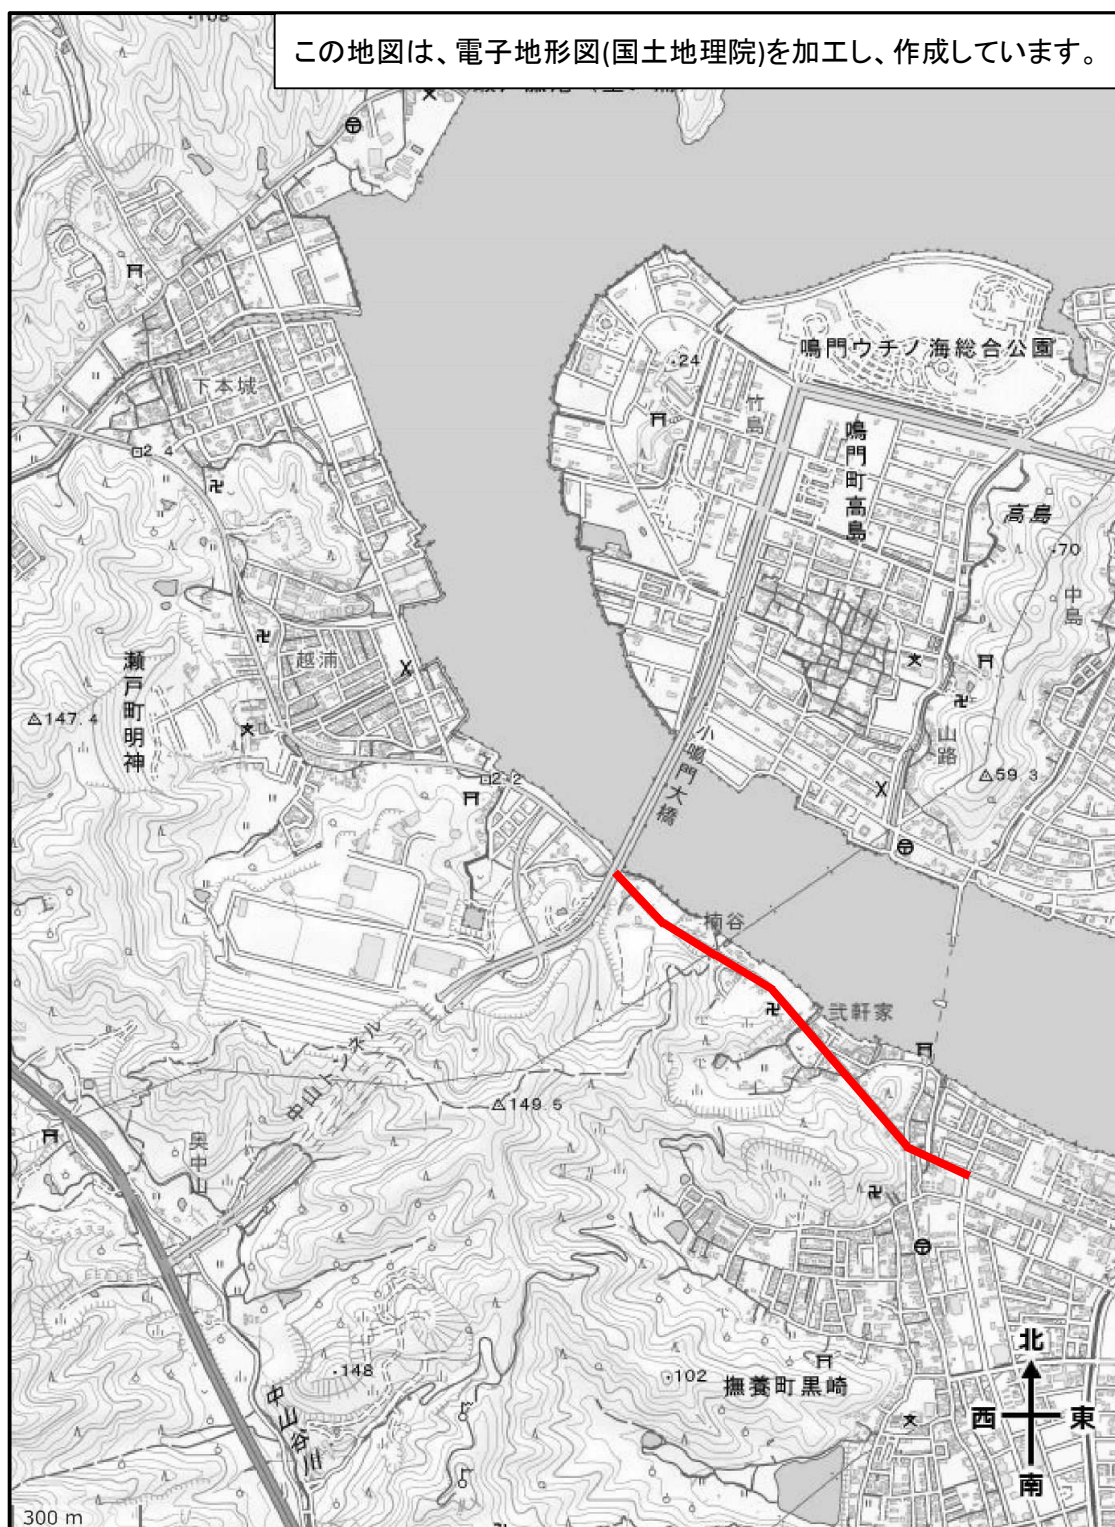 この地図は、電子地形図(国土地理院)を加工し、作成しています。
鳴門ウチノ海総合公園
・24
竹島
鳴門町高島
下本城
2.4
高島
・70
中島
越浦
瀬戸町明神
147.4
山路
小鳴門大橋
2.2
59.3
楠谷
弐軒家
中山トンネル
149.5
奥中山
・148
・102
撫養町黒崎
中山谷川
北
西
東
南
300 m